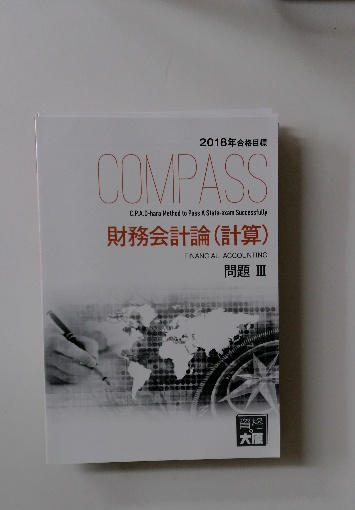 2018年合格目標
COMPASS
C.P.A.O-hara Method to Pass A State-exam Successfully
財務会計論（計算）
FINANCIAL ACCOUNTING
問題 Ⅲ
資格の
大原